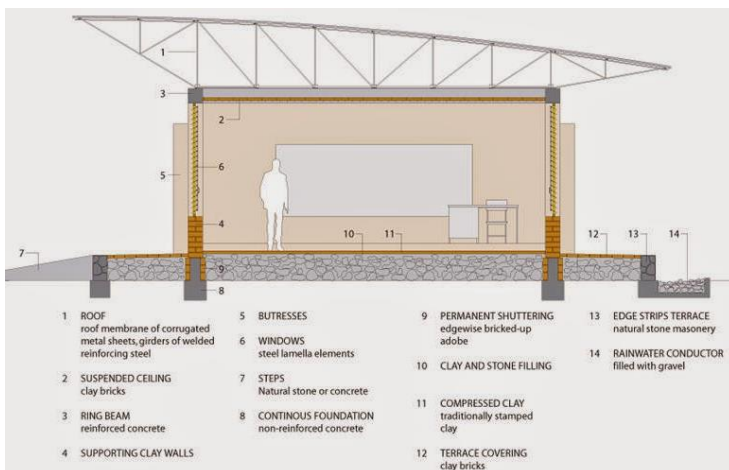 1
3
2
6
5
4
10
11
12
13
14
7
9
8
1 ROOF
roof membrane of corrugated
metal sheets, girders of welded
reinforcing steel
2 SUSPENDED CEILING
clay bricks
3 RING BEAM
reinforced concrete
4 SUPPORTING CLAY WALLS
5 BUTRESSES
6 WINDOWS
steel lamella elements
7 STEPS
Natural stone or concrete
8 CONTINOUS FOUNDATION
non-reinforced concrete
9 PERMANENT SHUTTERING
edgewise bricked-up
adobe
10 CLAY AND STONE FILLING
11 COMPRESSED CLAY
traditionally stamped
clay
12 TERRACE COVERING
clay bricks
13 EDGE STRIPS TERRACE
natural stone masonery
14 RAINWATER CONDUCTOR
filled with gravel